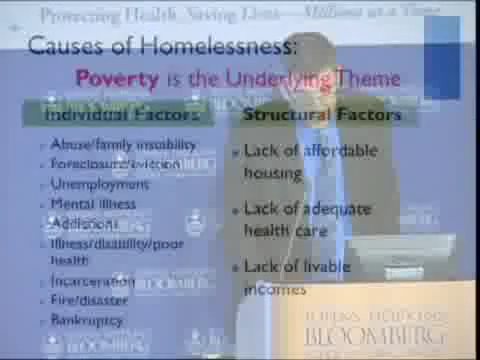 Protecting Health, Saving Lives—Millions at a Time
Causes of Homelessness:
Poverty is the Underlying Theme
Individual Factors
Abuse/family instability
Foreclosure/eviction
Unemployment
Mental illness
Addictions
Illness/disability/poor
health
Incarceration
Fire/disaster
Bankruptcy
Structural Factors
Lack of affordable
housing
Lack of adequate
health care
Lack of livable
incomes
JOHNS HOPKINS
BLOOMBERG